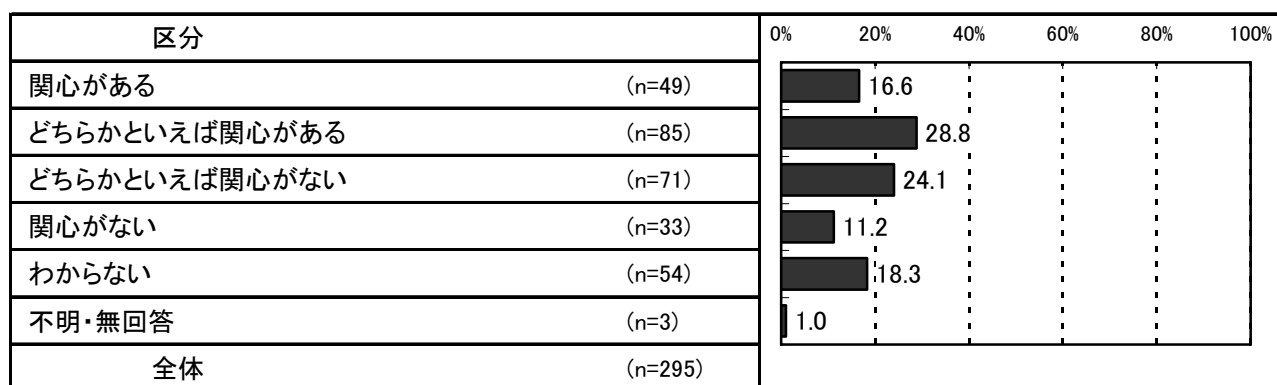 区分 0% 20% 40% 60% 80% 100%
関心がある (n=49) 16.6
どちらかといえば関心がある (n=85) 28.8
どちらかといえば関心がない (n=71) 24.1
関心がない (n=33) 11.2
わからない (n=54) 18.3
不明・無回答 (n=3) 1.0
全体 (n=295)